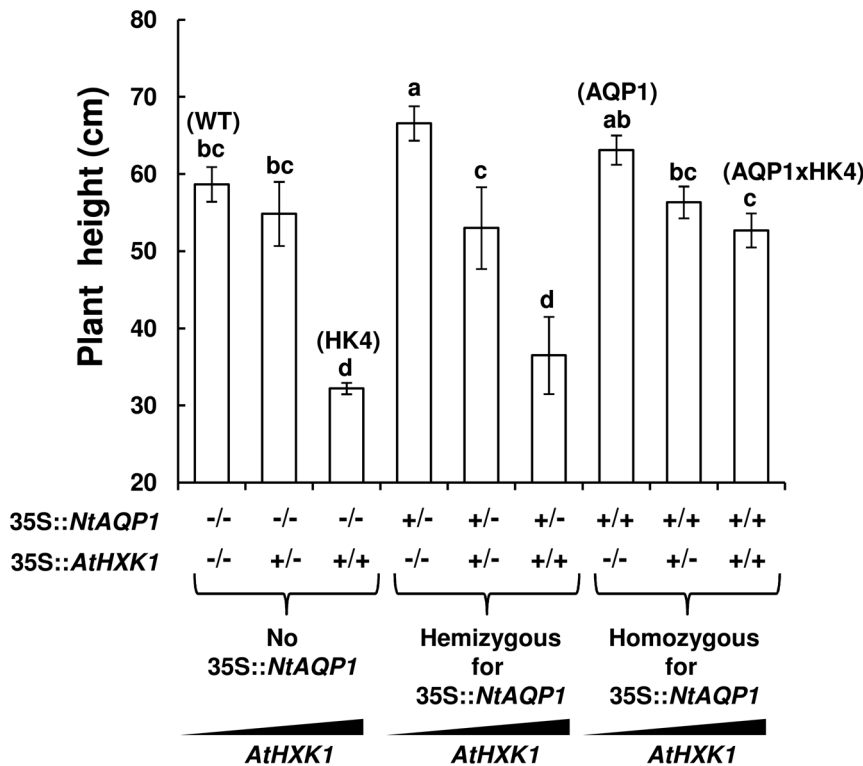 80
70
60
50
40
30
20
Plant height (cm)
(WT)
bc
bc
(HK4)
d
a
c
d
(AQP1)
ab
bc
(AQP1xHK4)
c
35S::NtAQP1 -/- -/- -/- +/- +/- +/- +/+ +/+ +/+
35S::AtHXK1 -/- +/- +/+ -/- +/- +/+ -/- +/- +/+
No
35S::NtAQP1
Hemizygous
for
35S::NtAQP1
Homozygous
for
35S::NtAQP1
AtHXK1
AtHXK1
AtHXK1